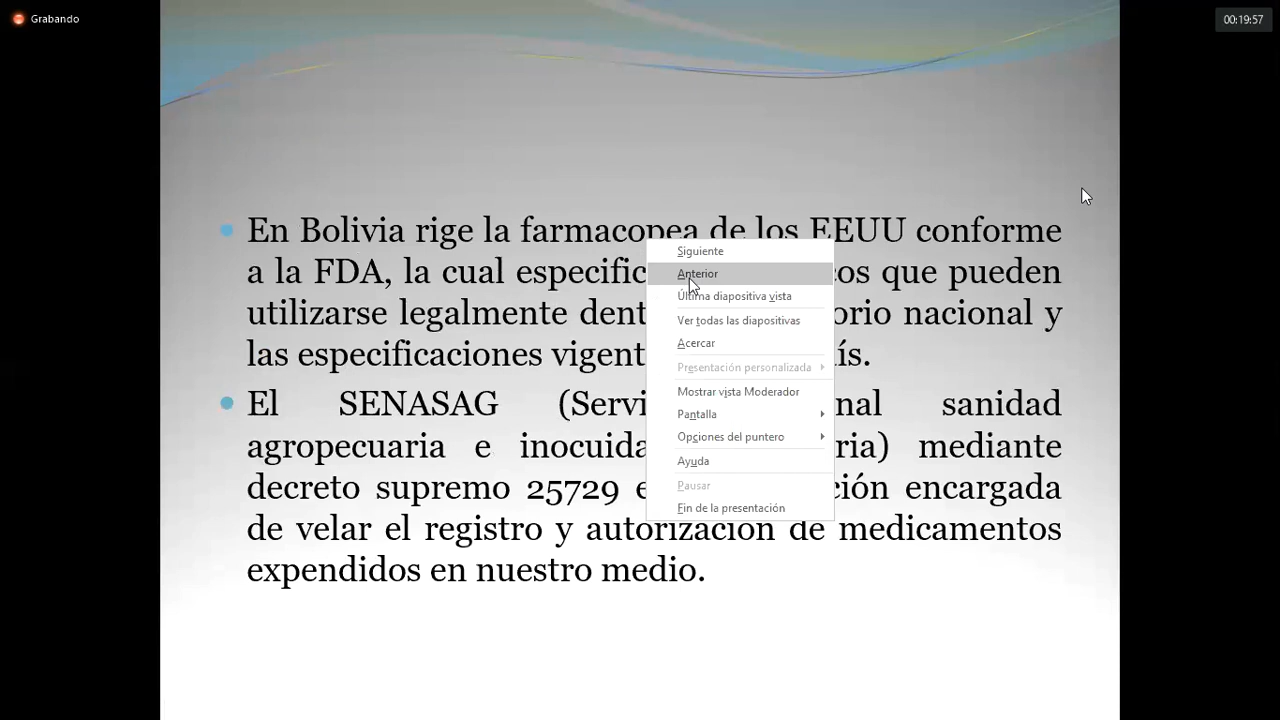 Grabando
00:19:57
En Bolivia rige la farmacopea de los EEUU conforme
a la FDA, la cual especific os que pueden
utilizarse legalmente dent orio nacional y
las especificaciones vigent ís.
El SENASAG (Servi nal sanidad
agropecuaria e inocuida ria) mediante
decreto supremo 25729 e ción encargada
de velar el registro y autorización de medicamentos
expendidos en nuestro medio.
Siguiente
Anterior
Última diapositiva vista
Ver todas las diapositivas
Acercar
Presentación personalizada
Mostrar vista Moderador
Pantalla
Opciones del puntero
Ayuda
Pausar
Fin de la presentación